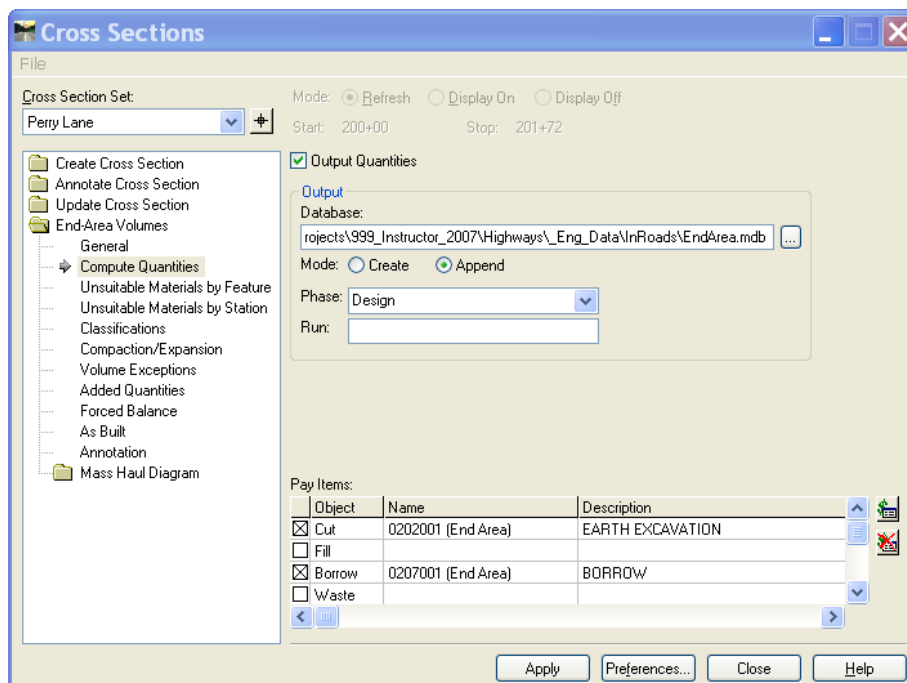 Cross Sections
File
Cross Section Set:
Perry Lane
Mode: Refresh Display On Display Off
Start: 200+00 Stop: 201+72
Create Cross Section
Annotate Cross Section
Update Cross Section
End-Area Volumes
General
Compute Quantities
Unsuitable Materials by Feature
Unsuitable Materials by Station
Classifications
Compaction/Expansion
Volume Exceptions
Added Quantities
Forced Balance
As Built
Annotation
Mass Haul Diagram
Output Quantities
Output
Database:
rojects\999_Instructor_2007\Highways\_Eng_Data\InRoads\EndArea.mdb ...
Mode: Create Append
Phase: Design
Run:
Pay Items:
Object Name Description
Cut 0202001 (End Area) EARTH EXCAVATION
Fill
Borrow 0207001 (End Area) BORROW
Waste
Apply Preferences... Close Help